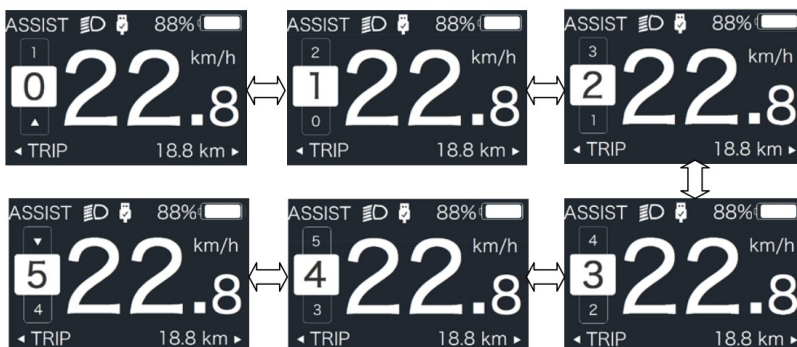 ASSIST 88%
1
km/h
0 22.8
▲
◂ TRIP 18.8 km ▸
ASSIST 88%
2
km/h
1 22.8
0
◂ TRIP 18.8 km ▸
ASSIST 88%
3
km/h
2 22.8
1
◂ TRIP 18.8 km ▸
ASSIST 88%
▼
km/h
5 22.8
4
◂ TRIP 18.8 km ▸
ASSIST 88%
5
km/h
4 22.8
3
◂ TRIP 18.8 km ▸
ASSIST 88%
4
km/h
3 22.8
2
◂ TRIP 18.8 km ▸